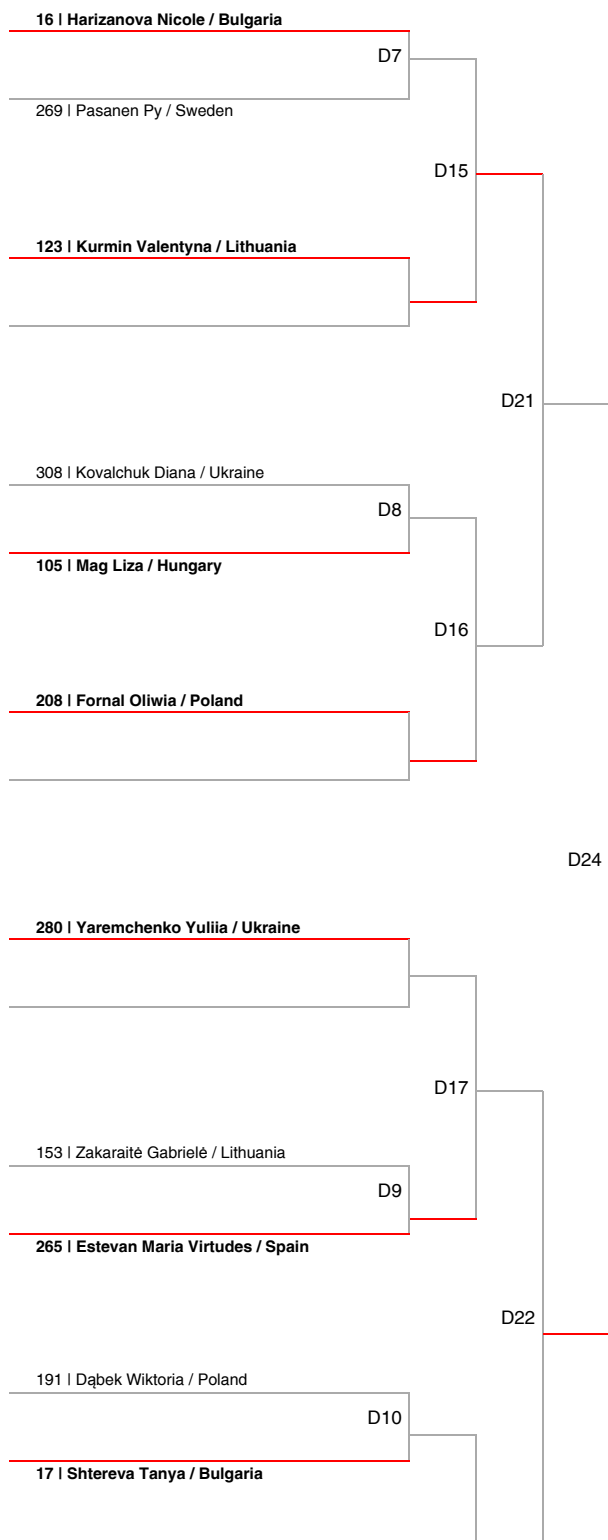 16 | Harizanova Nicole / Bulgaria
D7
269 | Pasanen Py / Sweden
D15
123 | Kurmin Valentyna / Lithuania
D21
308 | Kovalchuk Diana / Ukraine
D8
105 | Mag Liza / Hungary
D16
208 | Fornal Oliwia / Poland
D24
280 | Yaremchenko Yuliia / Ukraine
D17
153 | Zakaraitė Gabrielė / Lithuania
D9
265 | Estevan Maria Virtudes / Spain
D22
191 | Dąbek Wiktoria / Poland
D10
17 | Shtereva Tanya / Bulgaria